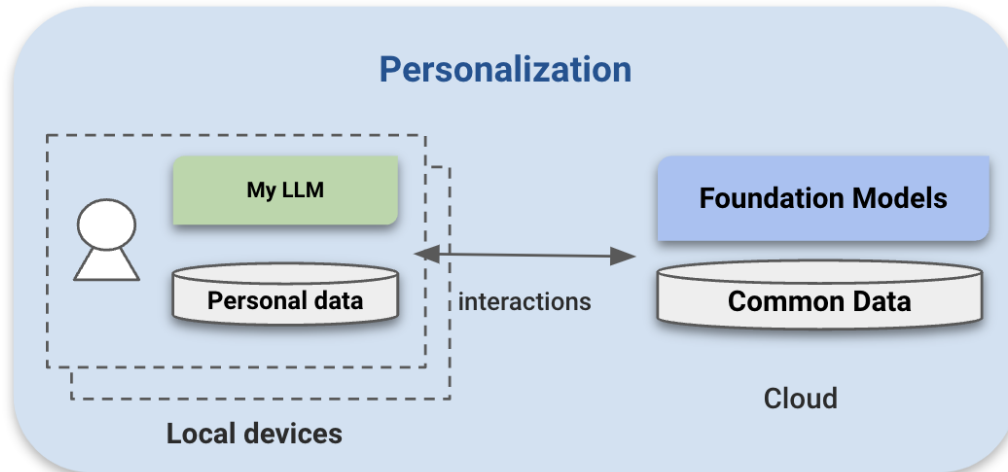 Personalization
My LLM
Personal data
interactions
Local devices
Foundation Models
Common Data
Cloud